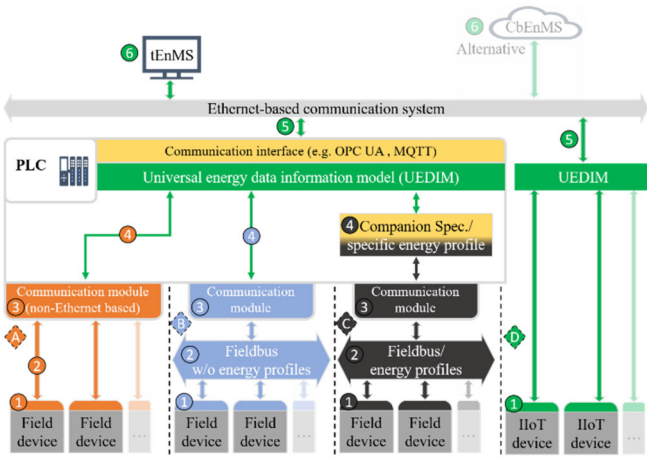 6
tEnMS
6
CbEnMS
Alternative
Ethernet-based communication system
5
5
PLC
Communication interface (e.g. OPC UA , MQTT)
Universal energy data information model (UEDIM)
UEDIM
4
4
4
Companion Spec./
specific energy profile
3
Communication module
(non-Ethernet based)
3
Communication
module
3
Communication
module
A
B
C
D
2
2
Fieldbus
w/o energy profiles
2
Fieldbus/
energy profiles
1
Field
device
Field
device
...
1
Field
device
Field
device
...
1
Field
device
Field
device
...
1
IIoT
device
IIoT
device
...